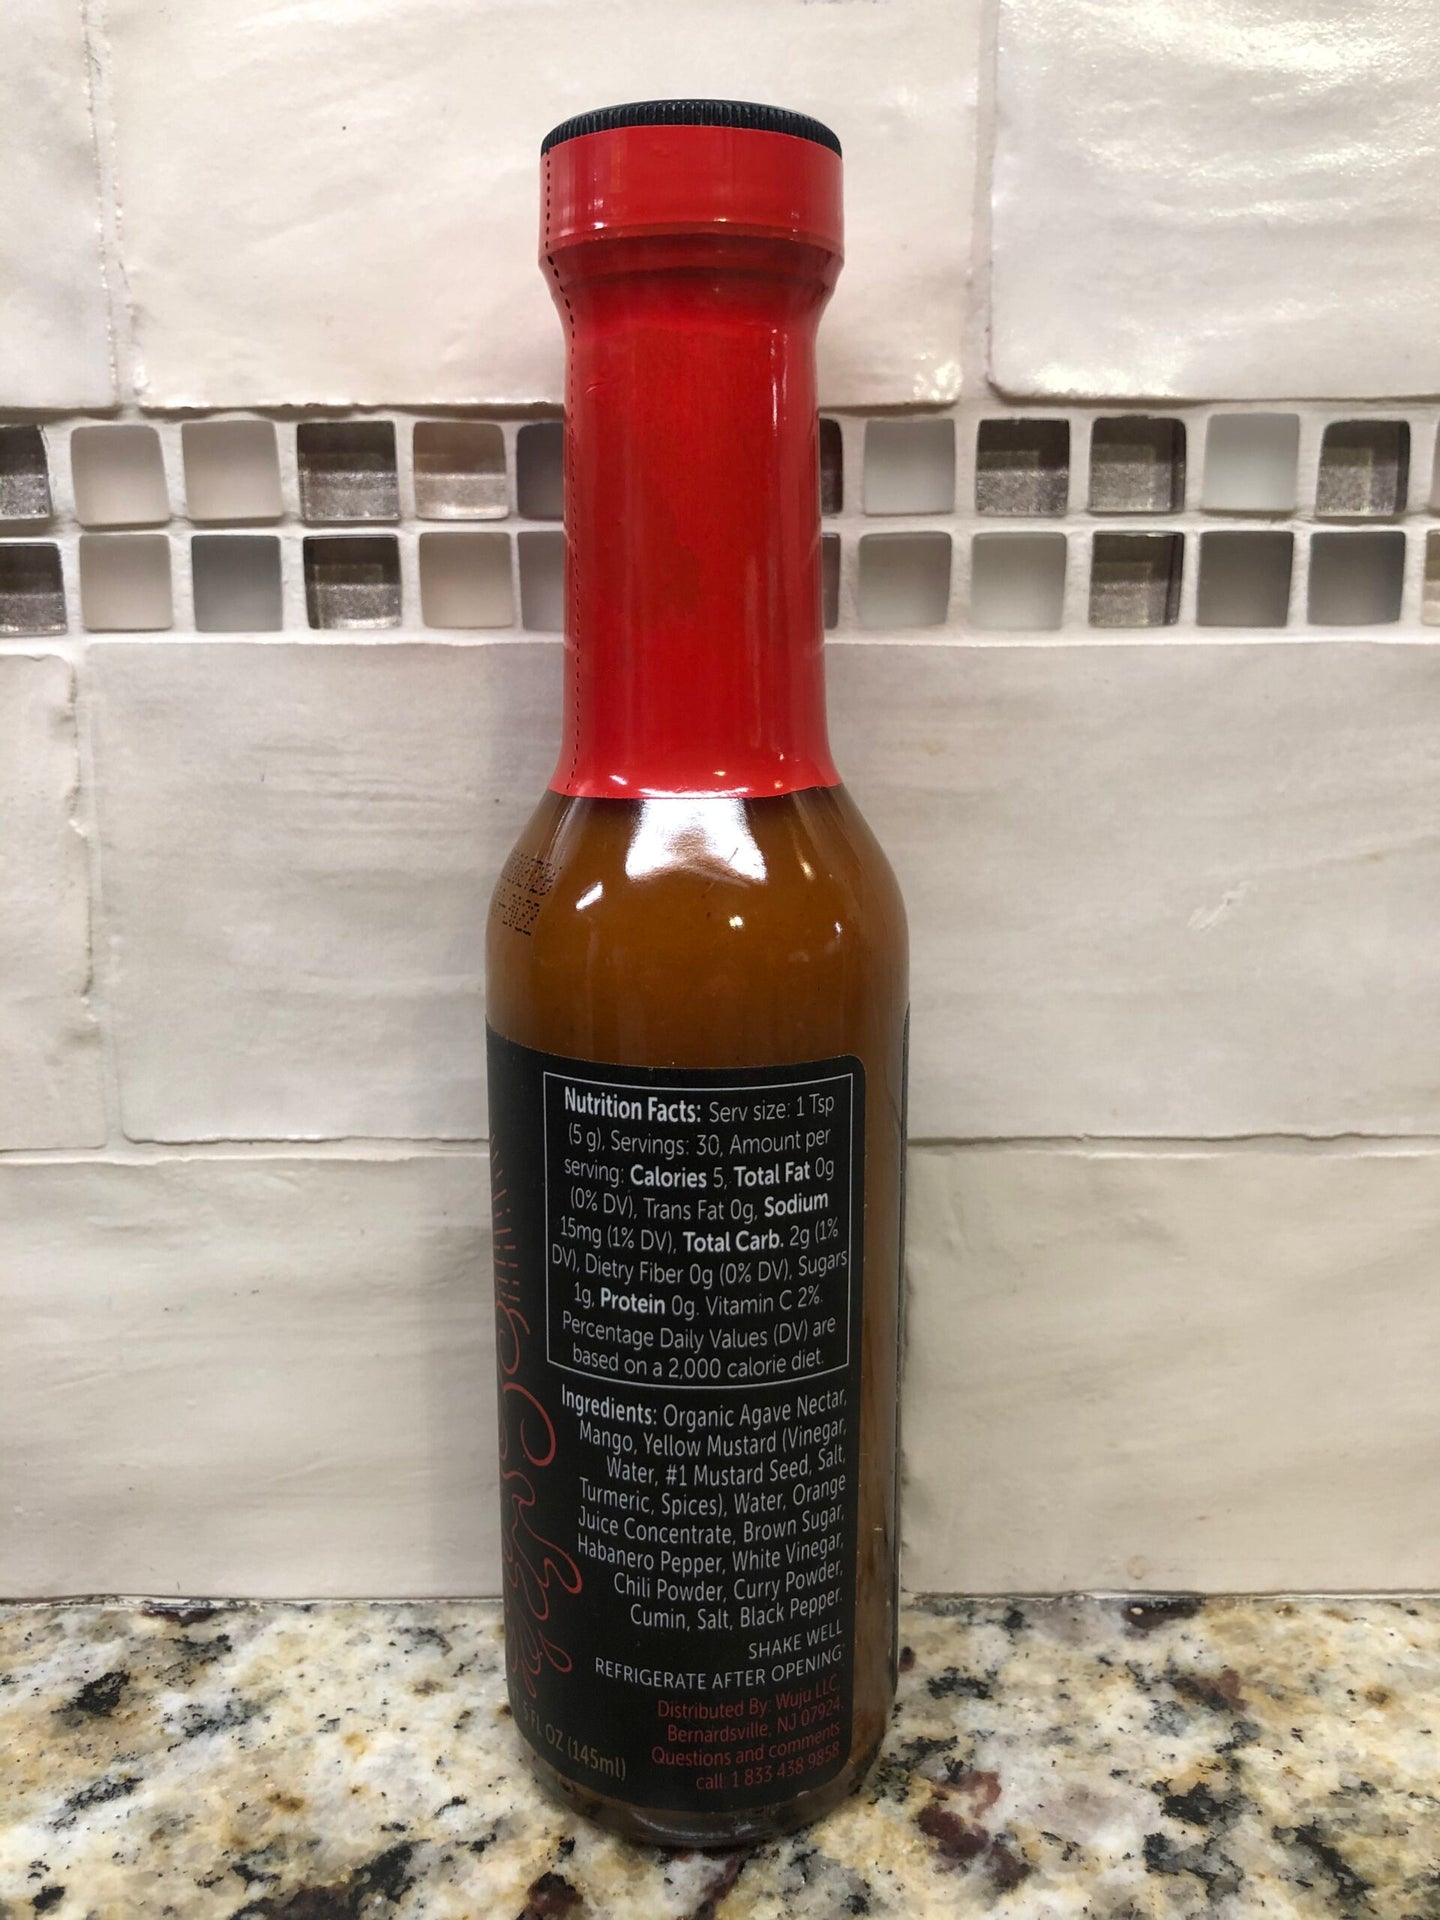 2022
Nutrition Facts: Serv size: 1 Tsp
(5 g), Servings: 30, Amount per
serving: Calories 5, Total Fat 0g
(0% DV), Trans Fat 0g, Sodium
15mg (1% DV), Total Carb. 2g (1%
DV), Dietry Fiber 0g (0% DV), Sugars
1g, Protein 0g. Vitamin C 2%.
Percentage Daily Values (DV) are
based on a 2,000 calorie diet.
Ingredients: Organic Agave Nectar,
Mango, Yellow Mustard (Vinegar,
Water, #1 Mustard Seed, Salt,
Turmeric, Spices), Water, Orange
Juice Concentrate, Brown Sugar,
Habanero Pepper, White Vinegar,
Chili Powder, Curry Powder,
Cumin, Salt, Black Pepper.
SHAKE WELL
REFRIGERATE AFTER OPENING
Distributed By: Wuju LLC,
Bernardsville, NJ 07924.
Questions and comments
call: 1 833 438 9858
5 FL OZ (145ml)